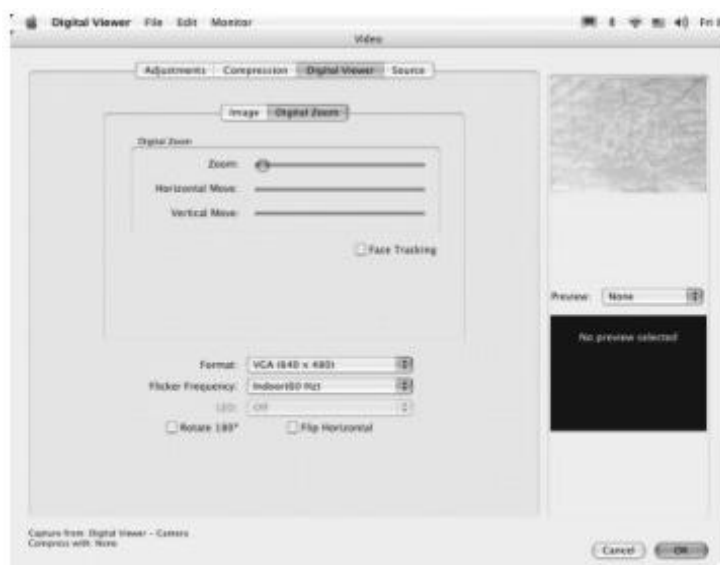 Digital Viewer File Edit Monitor Fri
Video
Adjustments Compression Digital Viewer Source
Image Digital Zoom
Digital Zoom
Zoom:
Horizontal Move:
Vertical Move:
Face Tracking
Preview: None
No preview selected
Format: VGA (640 x 480)
Flicker Frequency: Indoor(60 Hz)
LED: Off
Rotate 180° Flip Horizontal
Capture from: Digital Viewer - Camera
Compress with: None
Cancel OK